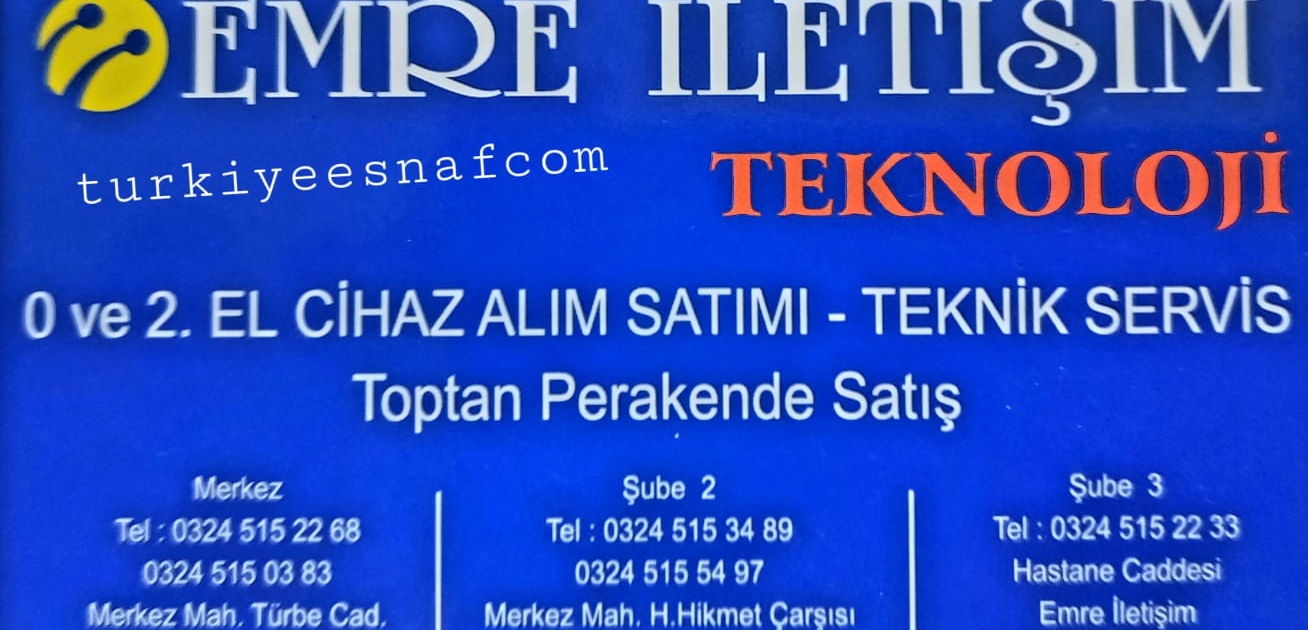 EMRE İLETİŞİM
turkiyeesnafcom
TEKNOLOJİ
0 ve 2. EL CİHAZ ALIM SATIMI - TEKNİK SERVİS
Toptan Perakende Satış
Merkez
Tel : 0324 515 22 68
0324 515 03 83
Merkez Mah. Türbe Cad.
Şube 2
Tel : 0324 515 34 89
0324 515 54 97
Merkez Mah. H.Hikmet Çarşısı
Şube 3
Tel : 0324 515 22 33
Hastane Caddesi
Emre İletişim